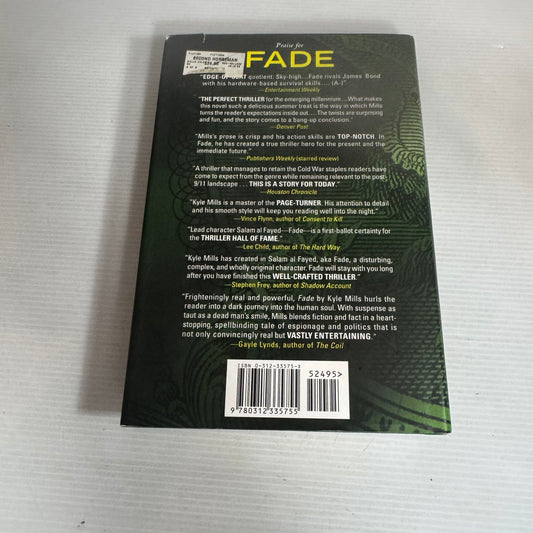 Praise for
FADE
SECOND HORSEMAN
"EDGE-OF-SEAT quotient: Sky-high...Fade rivals James Bond
with his hardware-based survival skills.... (A-)"
—Entertainment Weekly
"THE PERFECT THRILLER for the emerging millennium...What makes
this novel such a delicious summer treat is the way in which Mills
turns the reader's expectations inside out.... The twists are surprising
and fun, and the story comes to a bang-up conclusion."
—Denver Post
"Mills's prose is crisp and his action skills are TOP-NOTCH. In
Fade, he has created a true thriller hero for the present and the
immediate future."
—Publishers Weekly (starred review)
"A thriller that manages to retain the Cold War staples readers have
come to expect from the genre while remaining relevant to the post-
9/11 landscape . . . THIS IS A STORY FOR TODAY."
—Houston Chronicle
"Kyle Mills is a master of the PAGE-TURNER. His attention to detail
and his smooth style will keep you reading well into the night."
—Vince Flynn, author of Consent to Kill
"Lead character Salam al Fayed—Fade—is a first-ballot certainty for
the THRILLER HALL OF FAME."
—Lee Child, author of The Hard Way
"Kyle Mills has created in Salam al Fayed, aka Fade, a disturbing,
complex, and wholly original character. Fade will stay with you long
after you have finished this WELL-CRAFTED THRILLER."
—Stephen Frey, author of Shadow Account
"Frighteningly real and powerful, Fade by Kyle Mills hurls the
reader into a dark journey into the human soul. With suspense as
taut as a dead man's smile, Mills blends fiction and fact in a heart-
stopping, spellbinding tale of espionage and politics that is
not only convincingly real but VASTLY ENTERTAINING."
—Gayle Lynds, author of The Coil
ISBN 0-312-33575-X
52495>
9 780312 335755